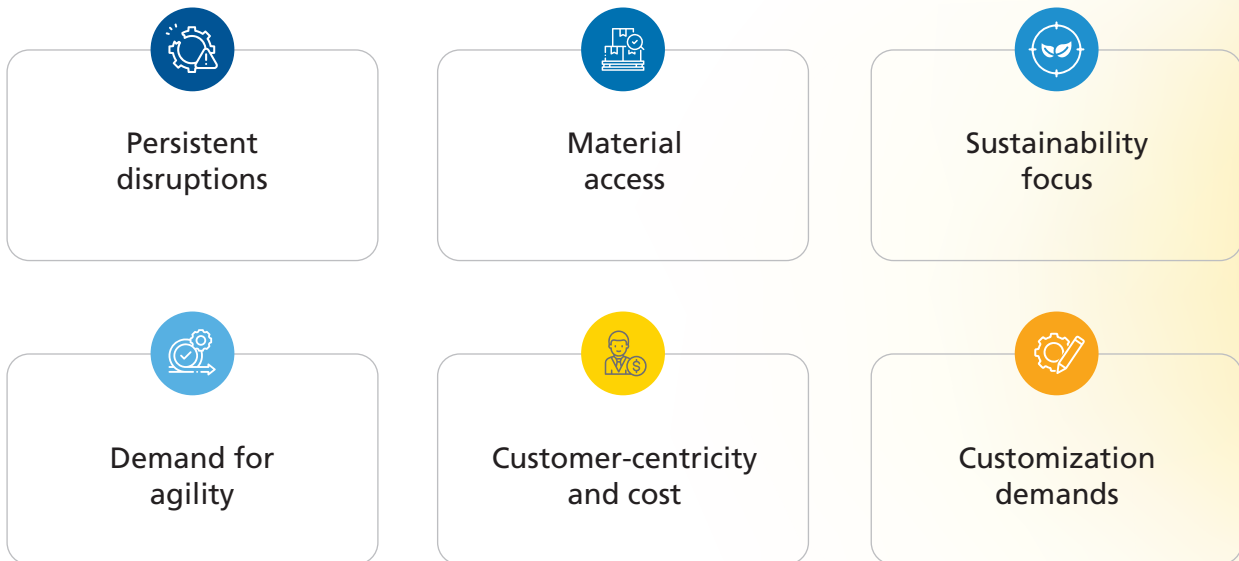 Persistent
disruptions
Material
access
Sustainability
focus
Demand for
agility
Customer-centricity
and cost
Customization
demands